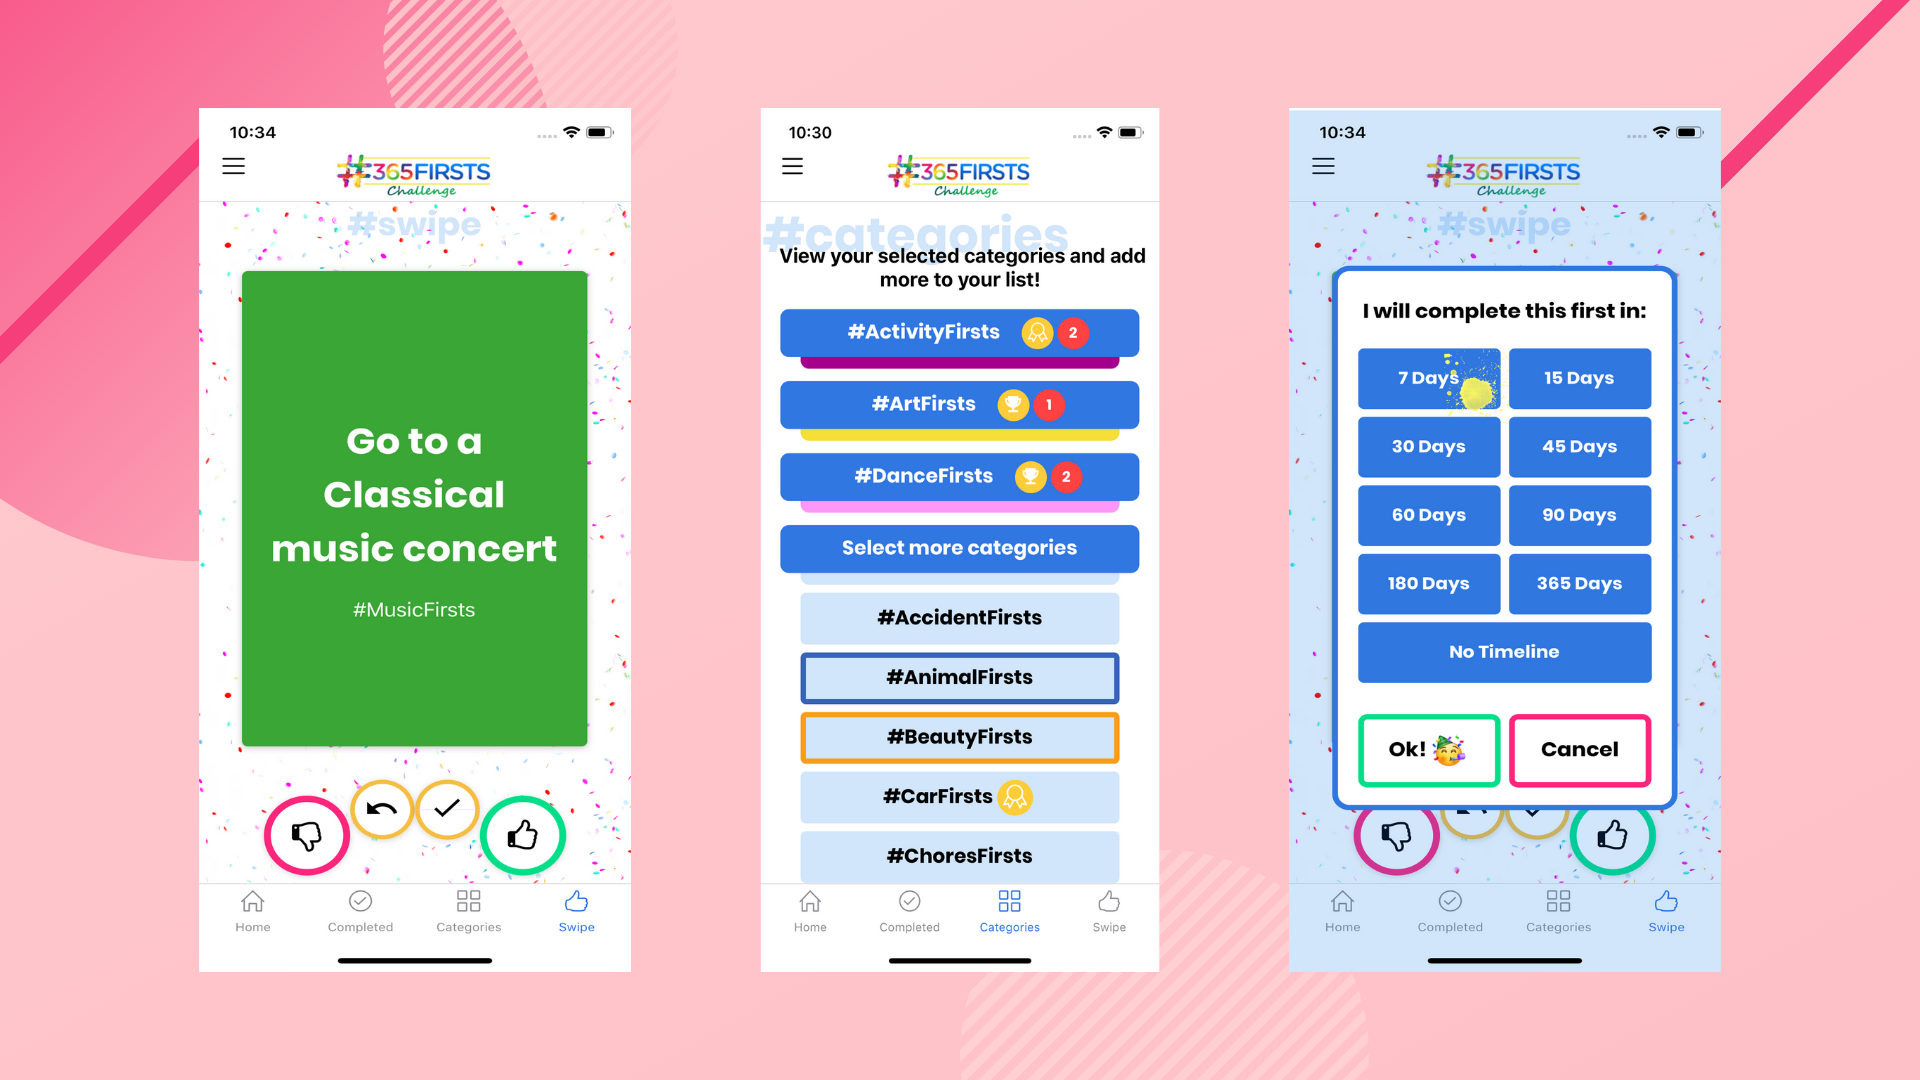 10:34
#365FIRSTS
Challenge
#swipe
Go to a
Classical
music concert
#MusicFirsts
Home
Completed
Categories
Swipe
10:30
#365FIRSTS
Challenge
#categories
View your selected categories and add
more to your list!
#ActivityFirsts 2
#ArtFirsts 1
#DanceFirsts 2
Select more categories
#AccidentFirsts
#AnimalFirsts
#BeautyFirsts
#CarFirsts
#ChoresFirsts
Home
Completed
Categories
Swipe
10:34
#365FIRSTS
Challenge
#swipe
I will complete this first in:
7 Days
15 Days
30 Days
45 Days
60 Days
90 Days
180 Days
365 Days
No Timeline
Ok! 🥳
Cancel
Home
Completed
Categories
Swipe